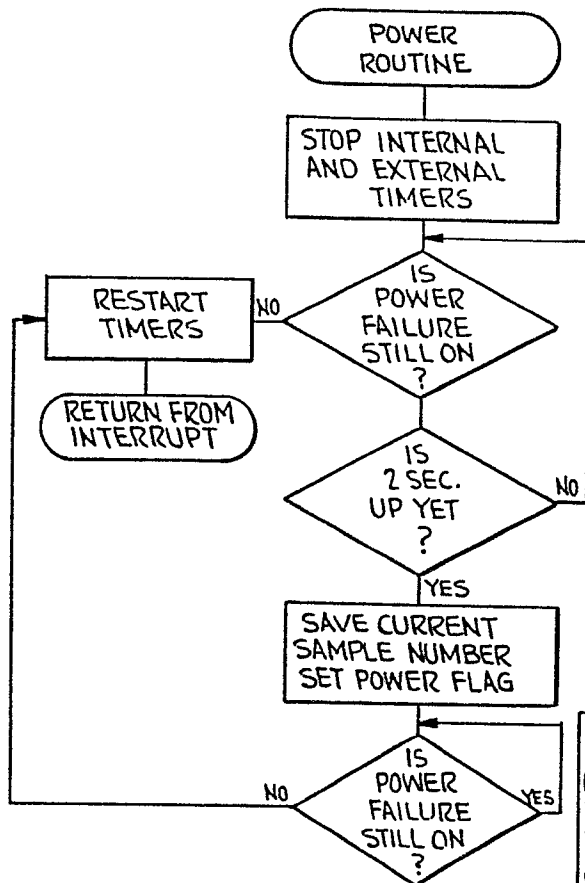 POWER
ROUTINE
STOP INTERNAL
AND EXTERNAL
TIMERS
IS
POWER
FAILURE
STILL ON
?
NO
RESTART
TIMERS
RETURN FROM
INTERRUPT
IS
2 SEC.
UP YET
?
NO
YES
SAVE CURRENT
SAMPLE NUMBER
SET POWER FLAG
IS
POWER
FAILURE
STILL ON
?
NO
YES